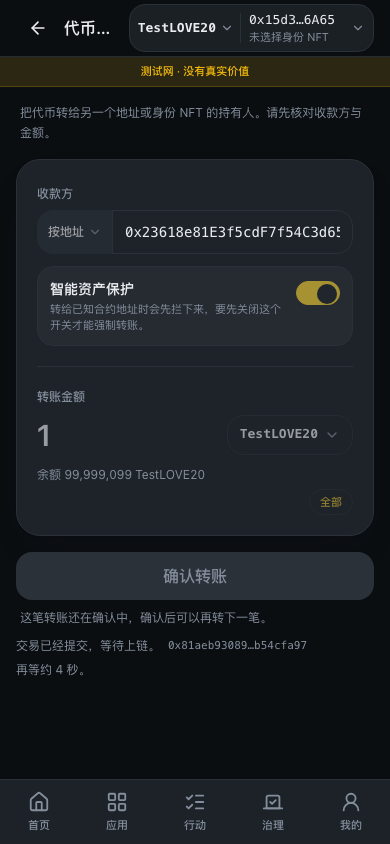 代币...
TestLOVE20
0x15d3...6A65
未选择身份 NFT
测试网 · 没有真实价值
把代币转给另一个地址或身份 NFT 的持有人。请先核对收款方与
金额。
收款方
按地址
0x23618e81E3f5cdF7f54C3d65
智能资产保护
转给已知合约地址时会先拦下来，要先关闭这个
开关才能强制转账。
转账金额
1
TestLOVE20
余额 99,999,099 TestLOVE20
全部
确认转账
这笔转账还在确认中，确认后可以再转下一笔。
交易已经提交，等待上链。 0x81aeb93089…b54cfa97
再等约 4 秒。
首页
应用
行动
治理
我的